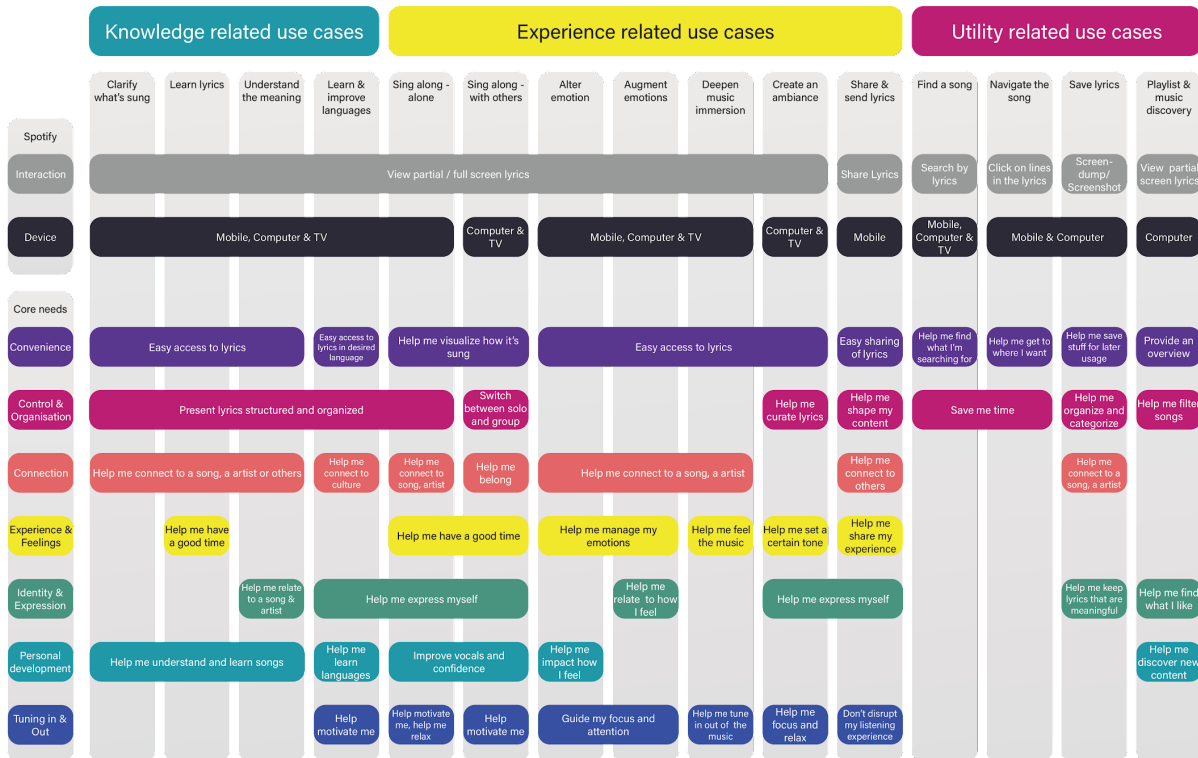 Knowledge related use cases
Experience related use cases
Utility related use cases
Clarify
what's sung
Learn lyrics
Understand
the meaning
Learn &
improve
languages
Sing along -
alone
Sing along -
with others
Alter
emotion
Augment
emotions
Deepen
music
immersion
Create an
ambiance
Share &
send lyrics
Find a song
Navigate the
song
Save lyrics
Playlist &
music
discovery
Spotify
Interaction
View partial / full screen lyrics
Share Lyrics
Search by
lyrics
Click on lines
in the lyrics
Screen-
dump/
Screenshot
View partial
screen lyrics
Device
Mobile, Computer & TV
Computer &
TV
Mobile, Computer & TV
Computer &
TV
Mobile
Mobile,
Computer &
TV
Mobile & Computer
Computer
Core needs
Convenience
Easy access to lyrics
Easy access to
lyrics in desired
language
Help me visualize how it's
sung
Easy access to lyrics
Easy sharing
of lyrics
Help me find
what I'm
searching for
Help me get to
where I want
Help me save
stuff for later
usage
Provide an
overview
Control &
Organisation
Present lyrics structured and organized
Switch
between solo
and group
Help me
curate lyrics
Help me
shape my
content
Save me time
Help me
organize and
categorize
Help me filter
songs
Connection
Help me connect to a song, a artist or others
Help me
connect to
culture
Help me
connect to
song, artist
Help me
belong
Help me connect to a song, a artist
Help me
connect to
others
Help me
connect to a
song, a artist
Experience &
Feelings
Help me have
a good time
Help me have a good time
Help me manage my
emotions
Help me feel
the music
Help me set a
certain tone
Help me
share my
experience
Identity &
Expression
Help me relate
to a song &
artist
Help me express myself
Help me
relate to how
I feel
Help me express myself
Help me keep
lyrics that are
meaningful
Help me find
what I like
Personal
development
Help me understand and learn songs
Help me
learn
languages
Improve vocals and
confidence
Help me
impact how
I feel
Help me
discover new
content
Tuning in &
Out
Help
motivate me
Help motivate
me, help me
relax
Help
motivate me
Guide my focus and
attention
Help me tune
in out of the
music
Help me
focus and
relax
Don't disrupt
my listening
experience